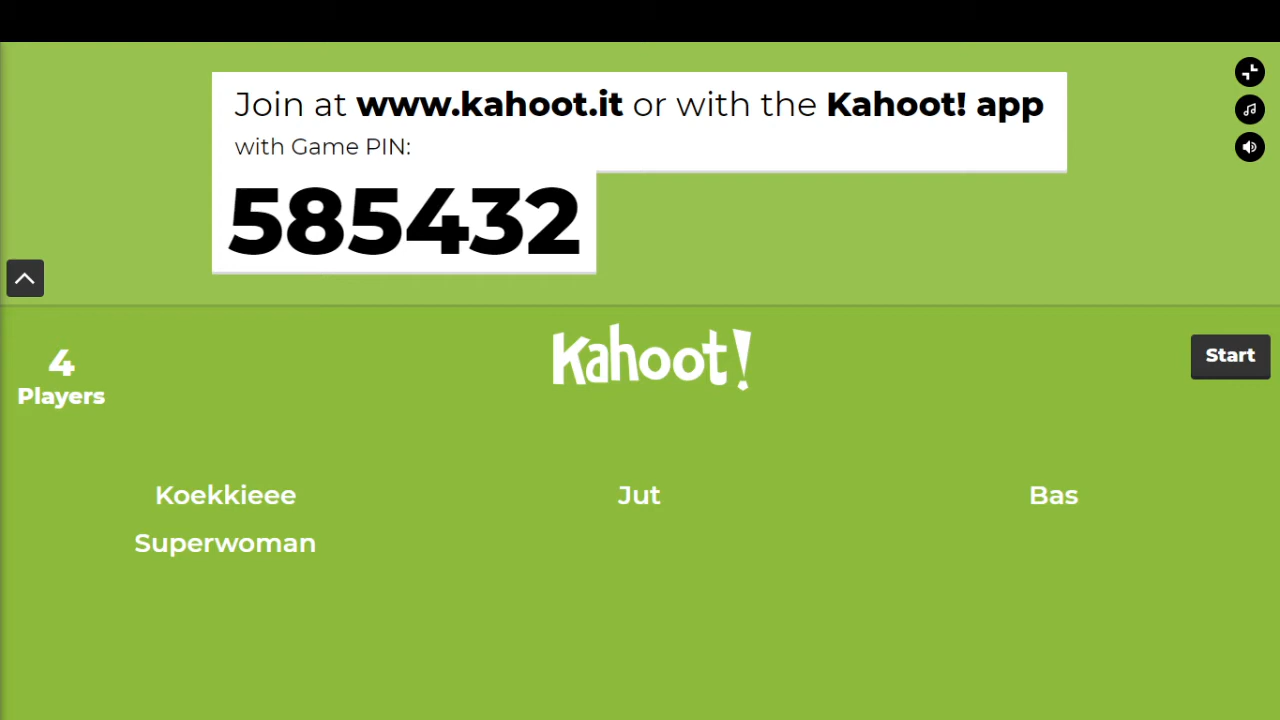 Join at www.kahoot.it or with the Kahoot! app
with Game PIN:
585432
Kahoot!
4
Players
Start
Koekkieee
Jut
Bas
Superwoman